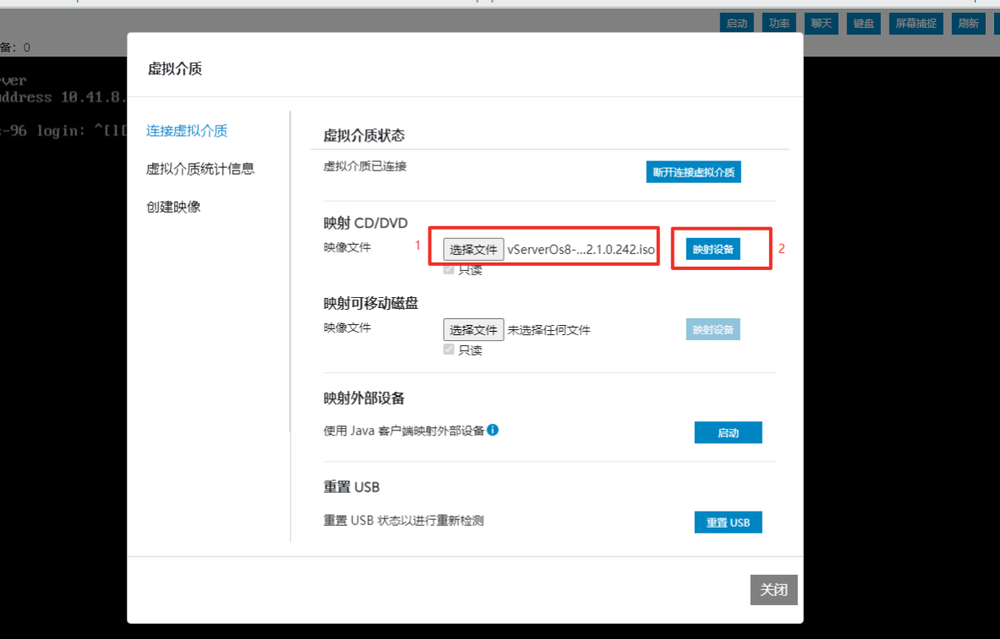 启动 功率 聊天 键盘 屏幕捕捉 刷新
备: 0
ver
address 10.41.8.
-96 login: ^[
虚拟介质
连接虚拟介质
虚拟介质统计信息
创建映像
虚拟介质状态
虚拟介质已连接 断开连接虚拟介质
映射 CD/DVD
映像文件 1 选择文件 vServerOs8-...2.1.0.242.iso 映射设备 2
只读
映射可移动磁盘
映像文件 选择文件 未选择任何文件 映射设备
只读
映射外部设备
使用 Java 客户端映射外部设备 启动
重置 USB
重置 USB 状态以进行重新检测 重置 USB
关闭